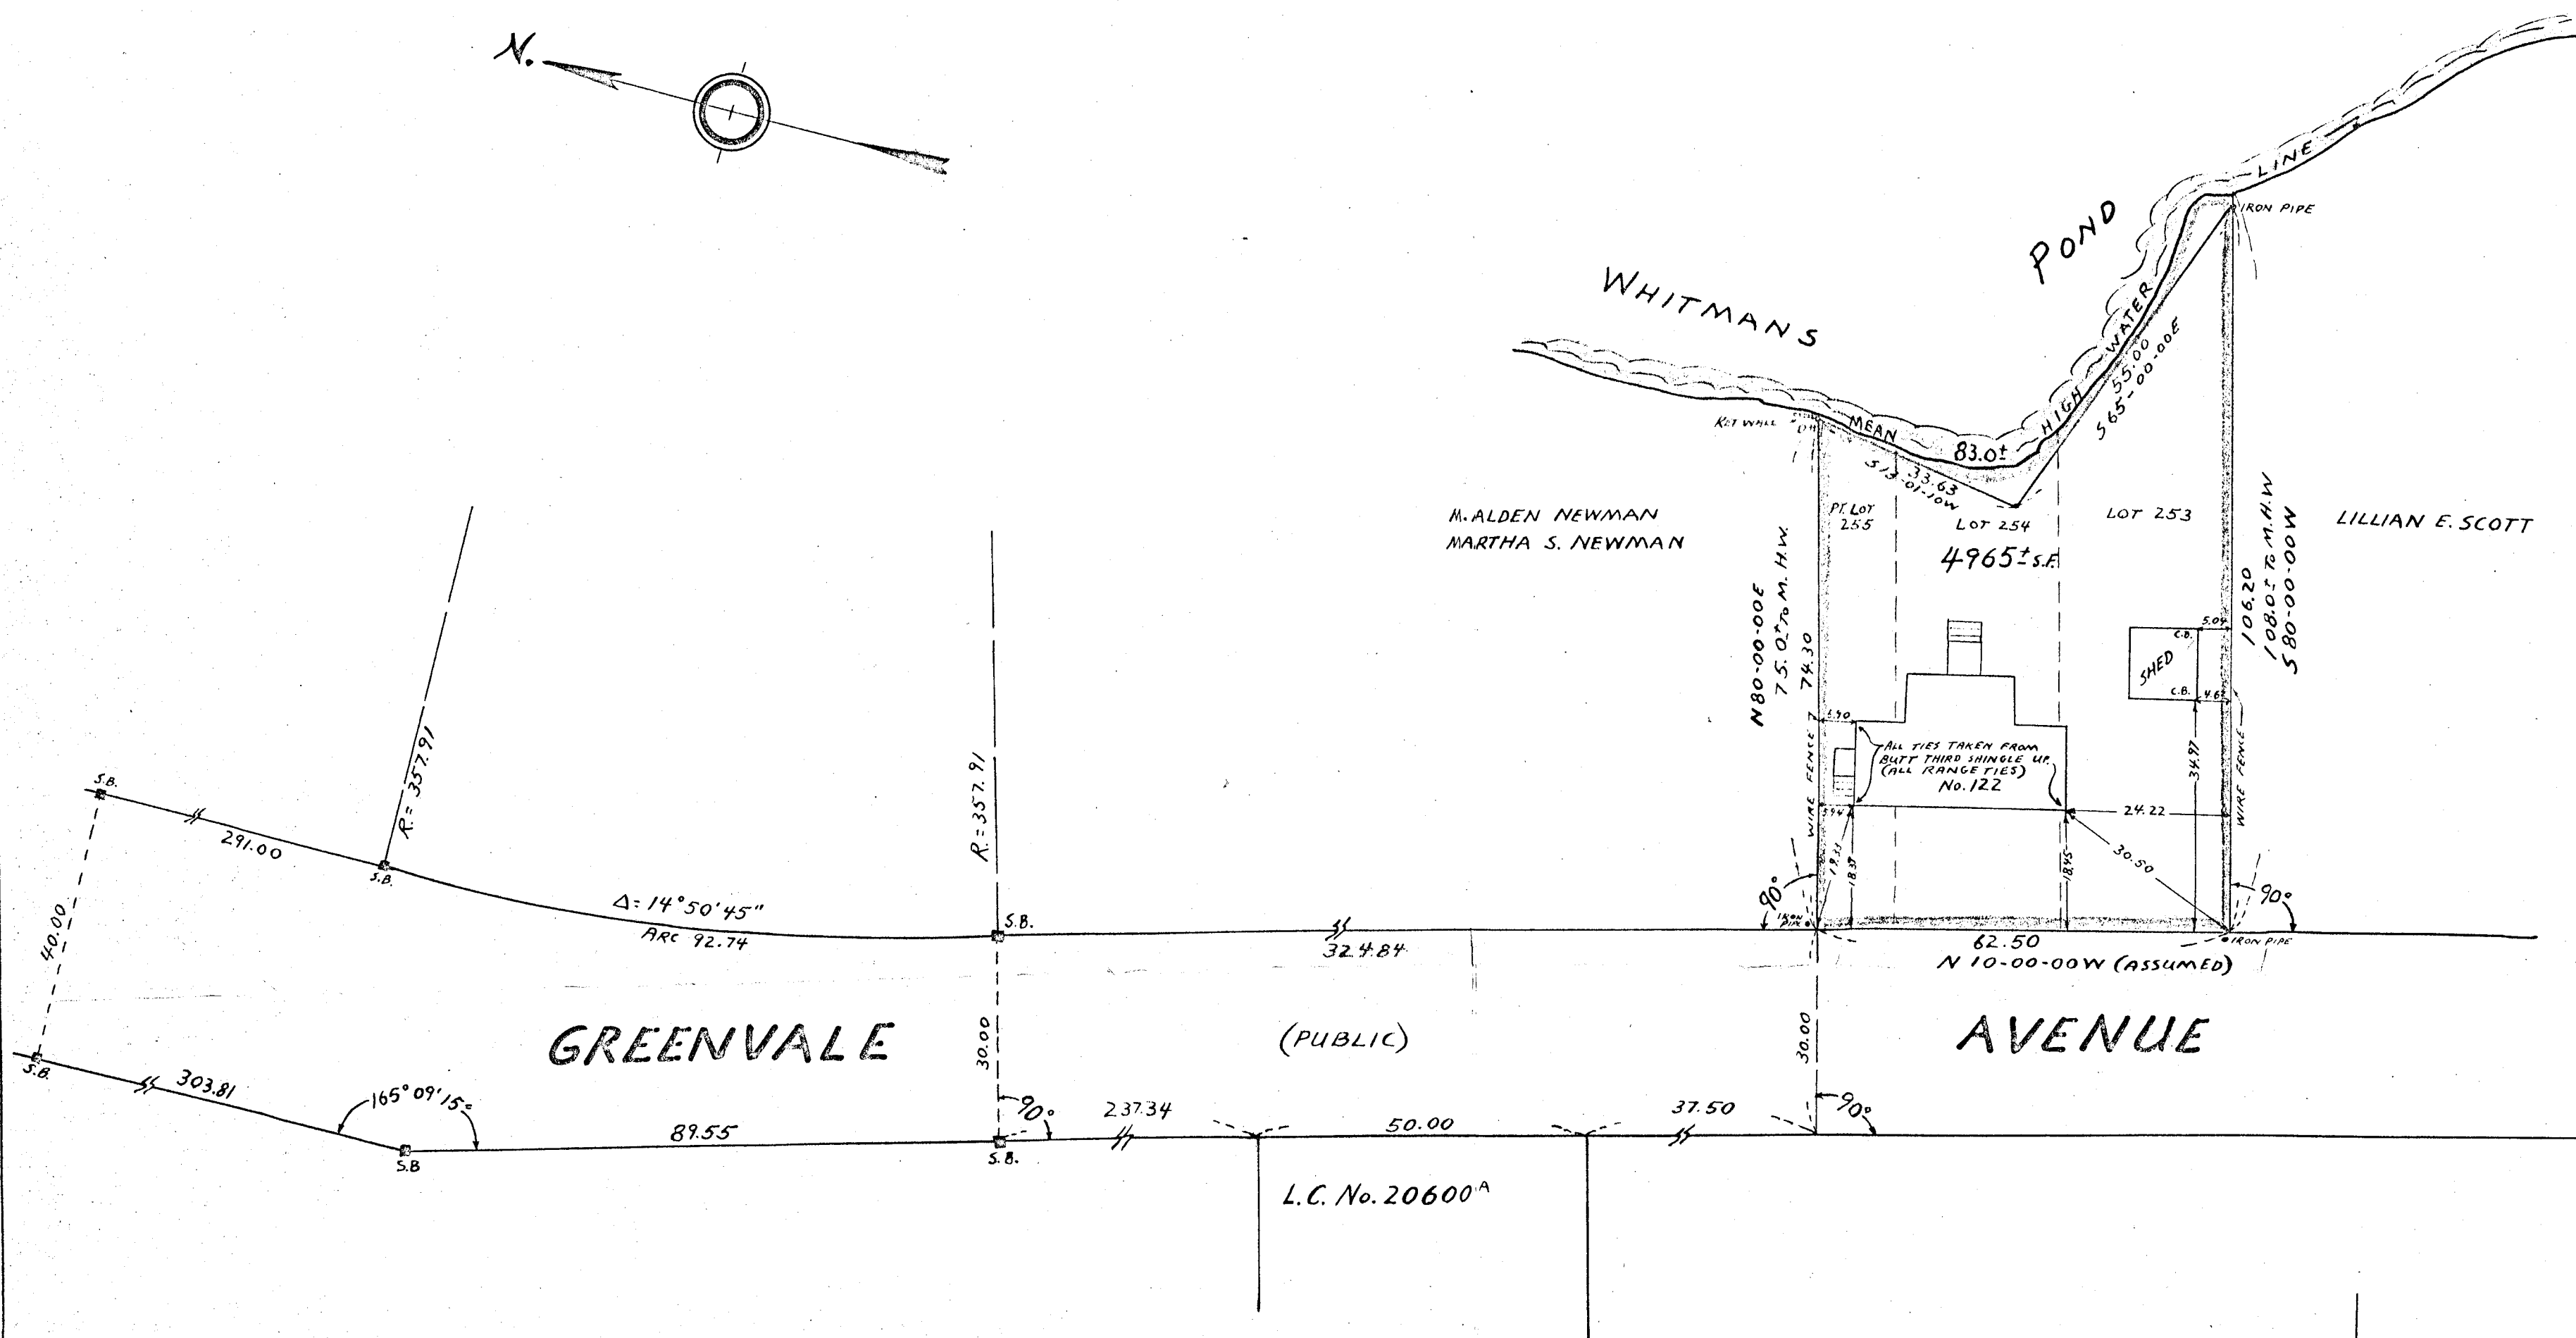 N.
WHITMANS POND
MEAN HIGH WATER LINE
IRON PIPE
RET WALL
D.H.
83.0±
33.63
S13-01-10W
55.00
S65-00-00E
M. ALDEN NEWMAN
MARTHA S. NEWMAN
PT. LOT
255
LOT 254
4965± S.F.
LOT 253
LILLIAN E. SCOTT
N80-00-00E
75.0± TO M.H.W.
74.30
106.20
108.0± TO M.H.W
S80-00-00W
5.04
C.B.
SHED
C.B.
4.6
WIRE FENCE
ALL TIES TAKEN FROM
BUTT THIRD SHINGLE UP.
(ALL RANGE TIES)
No. 122
5.94
19.33
18.37
18.45
24.22
30.50
34.97
WIRE FENCE
90°
IRON
PIPE
90°
IRON PIPE
62.50
N 10-00-00W (ASSUMED)
S.B.
291.00
S.B.
R.= 357.91
R.= 357.91
Δ= 14°50'45"
ARC 92.74
S.B.
324.84
40.00
GREENVALE
(PUBLIC)
AVENUE
30.00
30.00
S.B.
303.81
165°09'15"
S.B
89.55
S.B.
90°
237.34
50.00
37.50
90°
L.C. No. 20600A